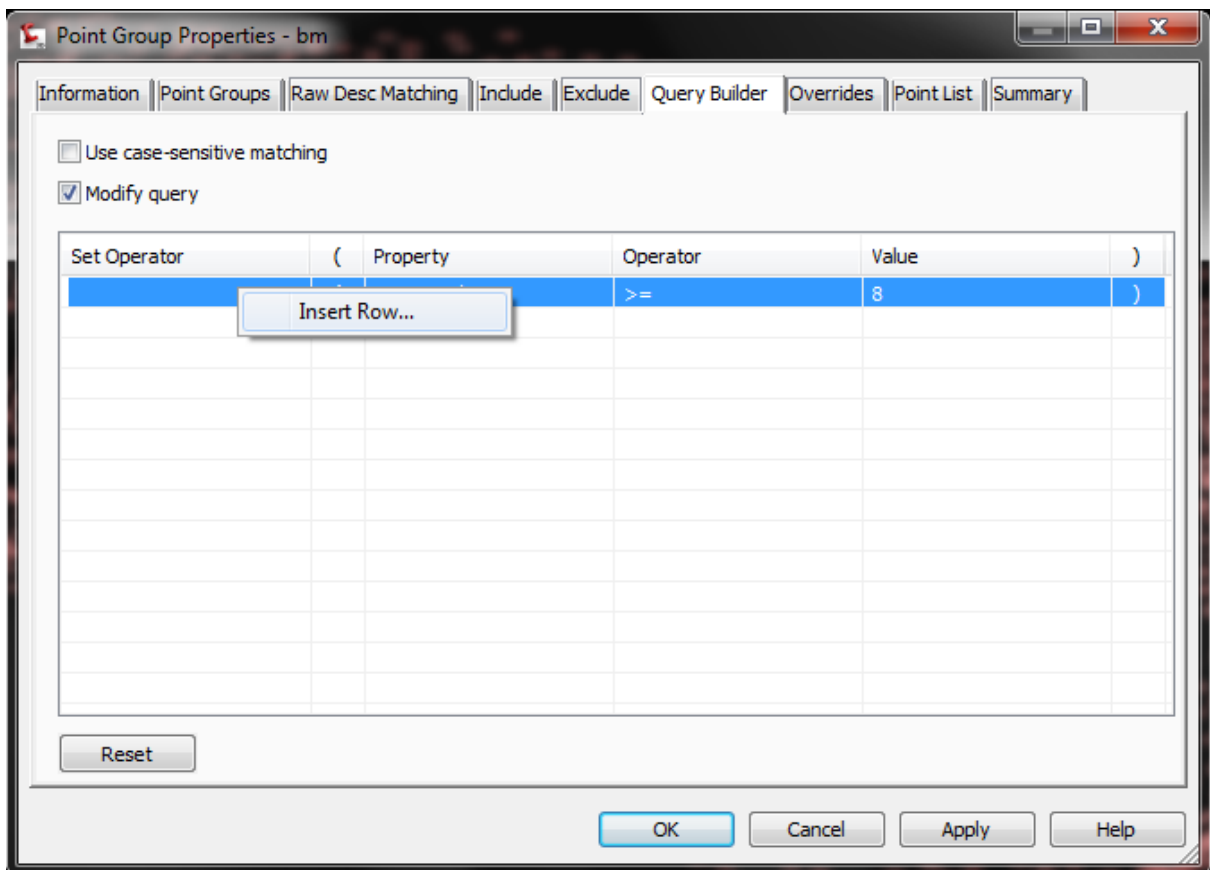 Point Group Properties - bm
Information Point Groups Raw Desc Matching Include Exclude Query Builder Overrides Point List Summary
Use case-sensitive matching
Modify query
Set Operator ( Property Operator Value )
>= 8 )
Insert Row...
Reset
OK Cancel Apply Help